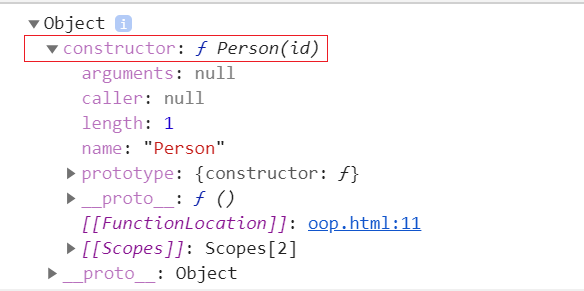 ▼Object i
▼constructor: ƒ Person(id)
arguments: null
caller: null
length: 1
name: "Person"
▶prototype: {constructor: ƒ}
▶__proto__: ƒ ()
[[FunctionLocation]]: oop.html:11
▶[[Scopes]]: Scopes[2]
▶__proto__: Object